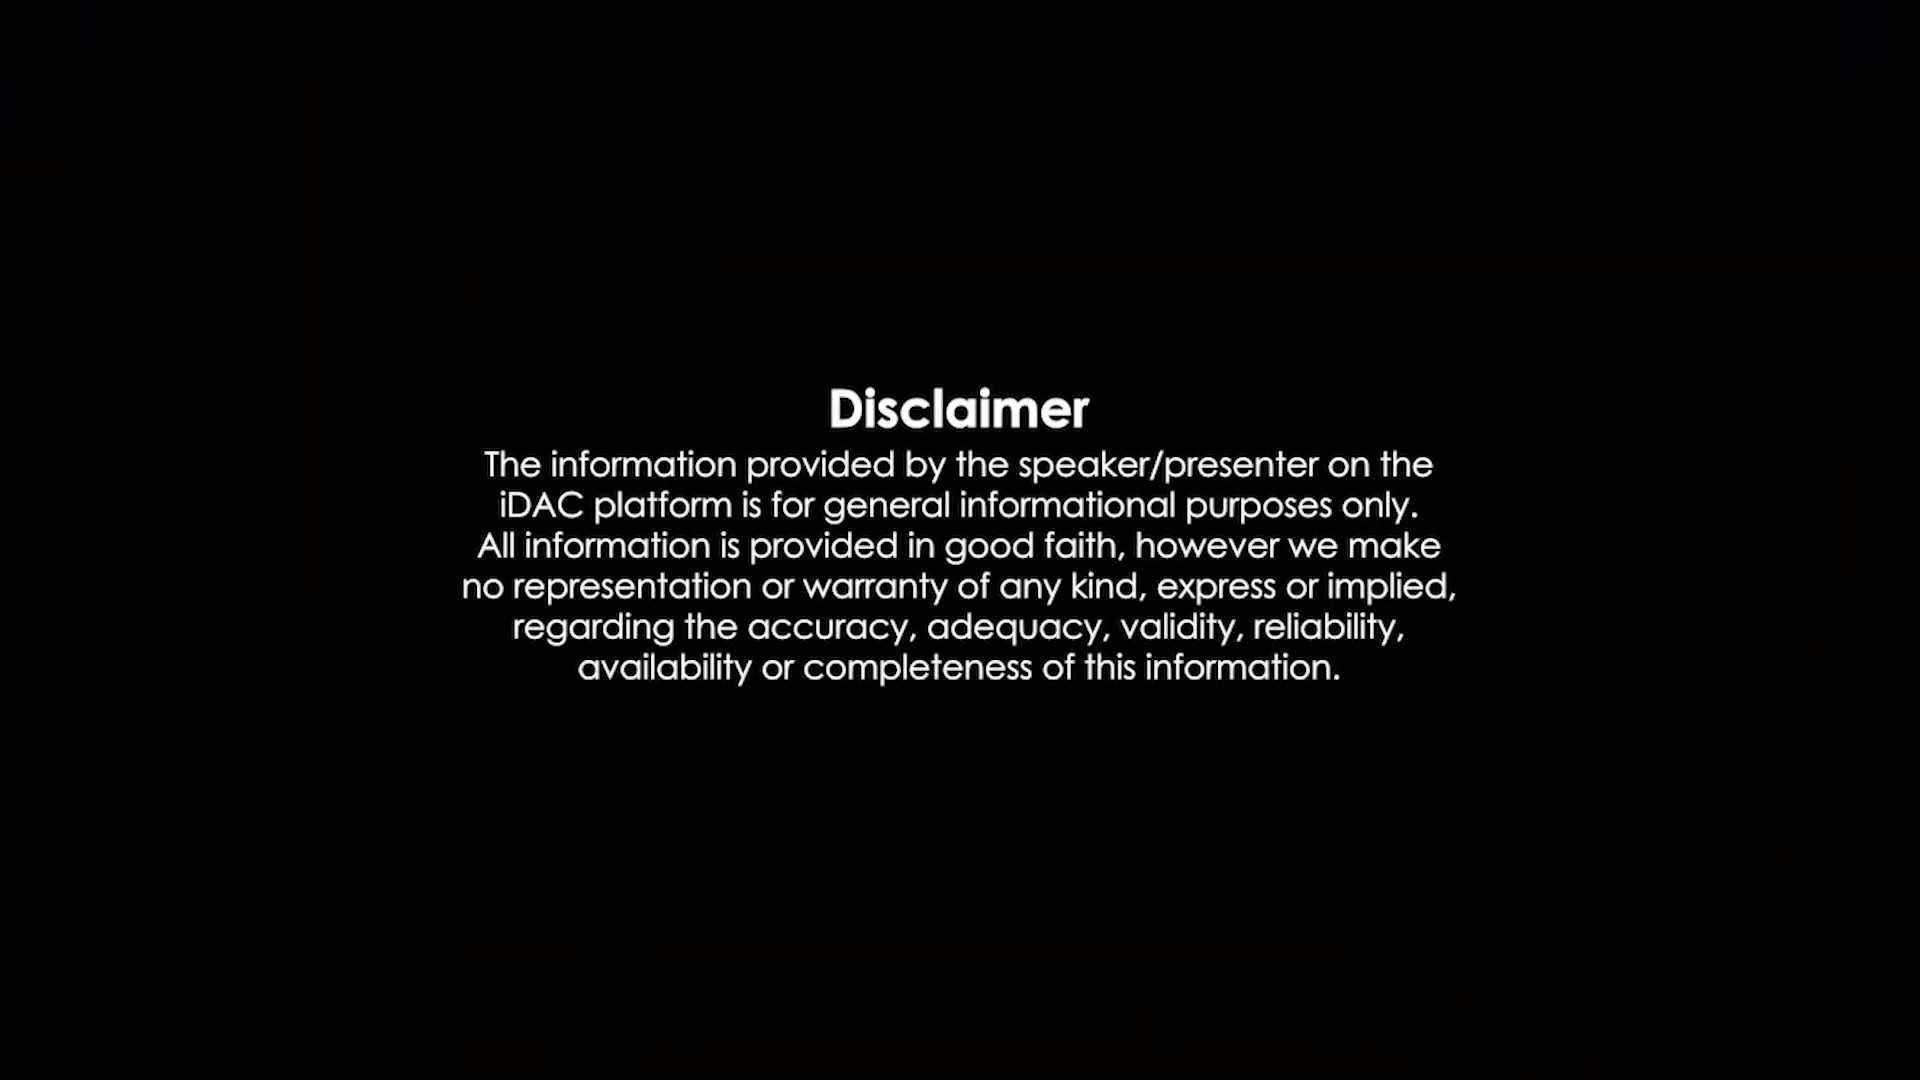 Disclaimer
The information provided by the speaker/presenter on the
iDAC platform is for general informational purposes only.
All information is provided in good faith, however we make
no representation or warranty of any kind, express or implied,
regarding the accuracy, adequacy, validity, reliability,
availability or completeness of this information.